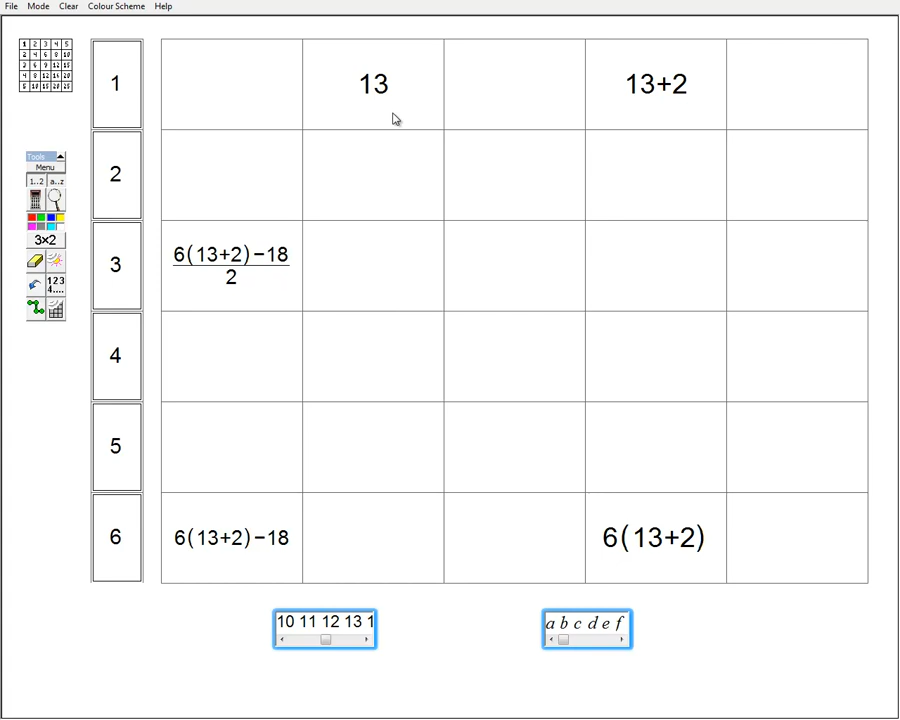 File Mode Clear Colour Scheme Help
1 2 3 4 5
2 4 6 8 10
3 6 9 12 15
4 8 12 16 20
5 10 15 20 25
Tools
Menu
1..2 a..z
3×2
1 2 3
4....
1 13 13+2
2
3 6(13+2)−18
2
4
5
6 6(13+2)−18 6(13+2)
10 11 12 13 1
a b c d e f